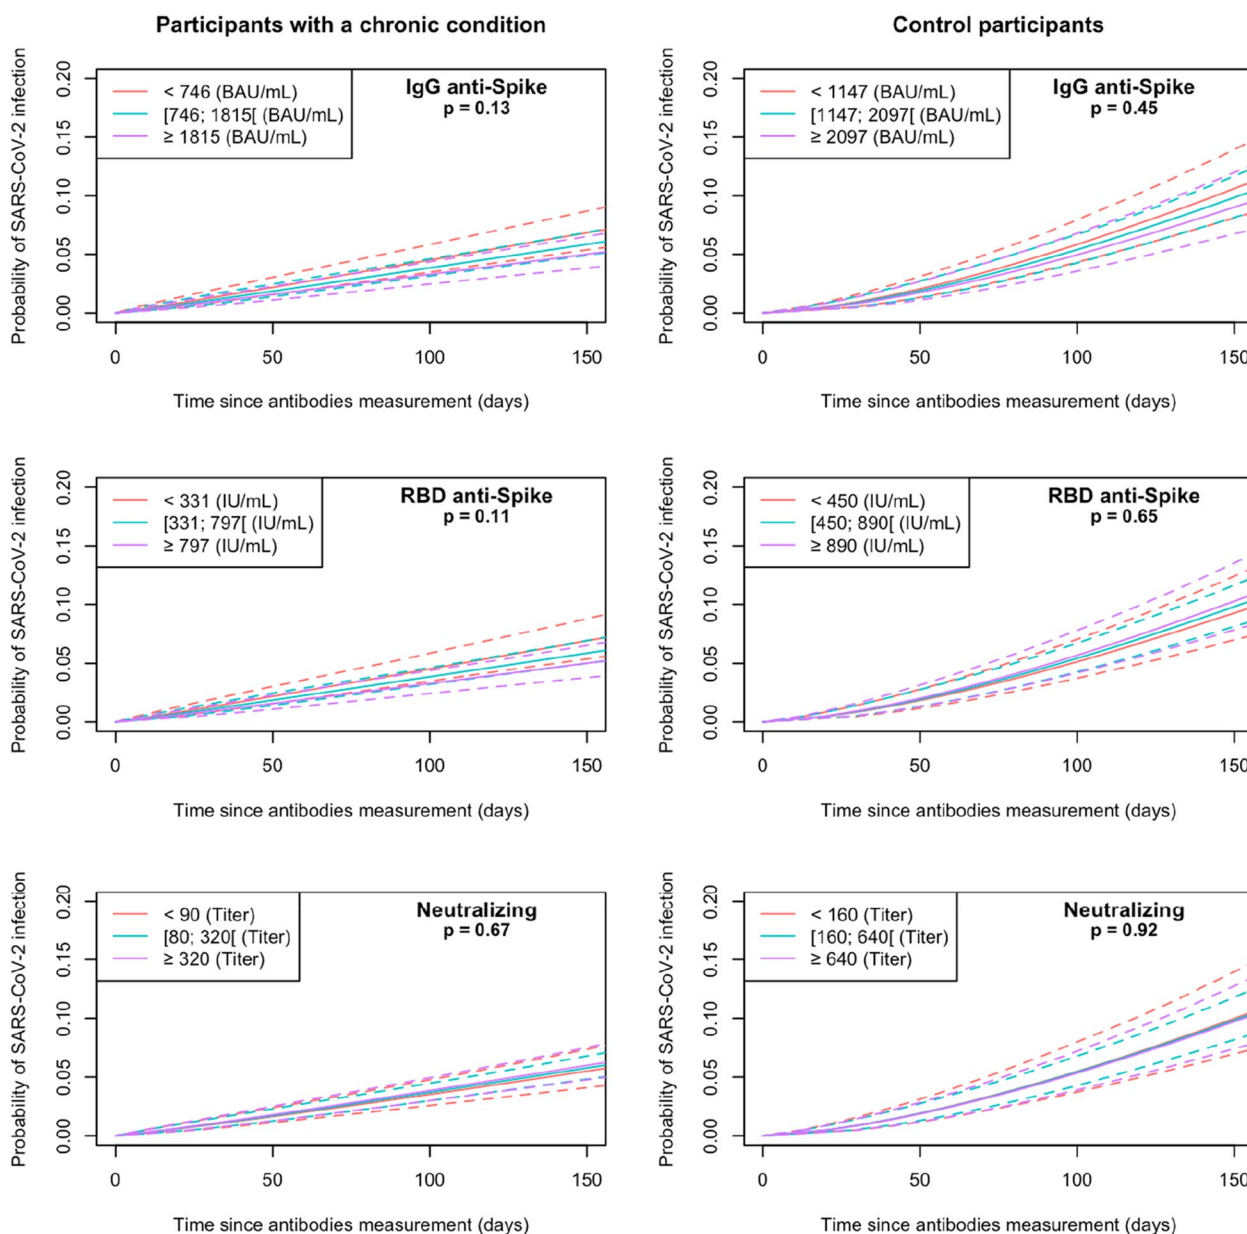 Participants with a chronic condition
Control participants
Probability of SARS-CoV-2 infection
0.00 0.05 0.10 0.15 0.20
< 746 (BAU/mL)
[746; 1815[ (BAU/mL)
≥ 1815 (BAU/mL)
IgG anti-Spike
p = 0.13
0 50 100 150
Time since antibodies measurement (days)
Probability of SARS-CoV-2 infection
0.00 0.05 0.10 0.15 0.20
< 1147 (BAU/mL)
[1147; 2097[ (BAU/mL)
≥ 2097 (BAU/mL)
IgG anti-Spike
p = 0.45
0 50 100 150
Time since antibodies measurement (days)
Probability of SARS-CoV-2 infection
0.00 0.05 0.10 0.15 0.20
< 331 (IU/mL)
[331; 797[ (IU/mL)
≥ 797 (IU/mL)
RBD anti-Spike
p = 0.11
0 50 100 150
Time since antibodies measurement (days)
Probability of SARS-CoV-2 infection
0.00 0.05 0.10 0.15 0.20
< 450 (IU/mL)
[450; 890[ (IU/mL)
≥ 890 (IU/mL)
RBD anti-Spike
p = 0.65
0 50 100 150
Time since antibodies measurement (days)
Probability of SARS-CoV-2 infection
0.00 0.05 0.10 0.15 0.20
< 90 (Titer)
[80; 320[ (Titer)
≥ 320 (Titer)
Neutralizing
p = 0.67
0 50 100 150
Time since antibodies measurement (days)
Probability of SARS-CoV-2 infection
0.00 0.05 0.10 0.15 0.20
< 160 (Titer)
[160; 640[ (Titer)
≥ 640 (Titer)
Neutralizing
p = 0.92
0 50 100 150
Time since antibodies measurement (days)